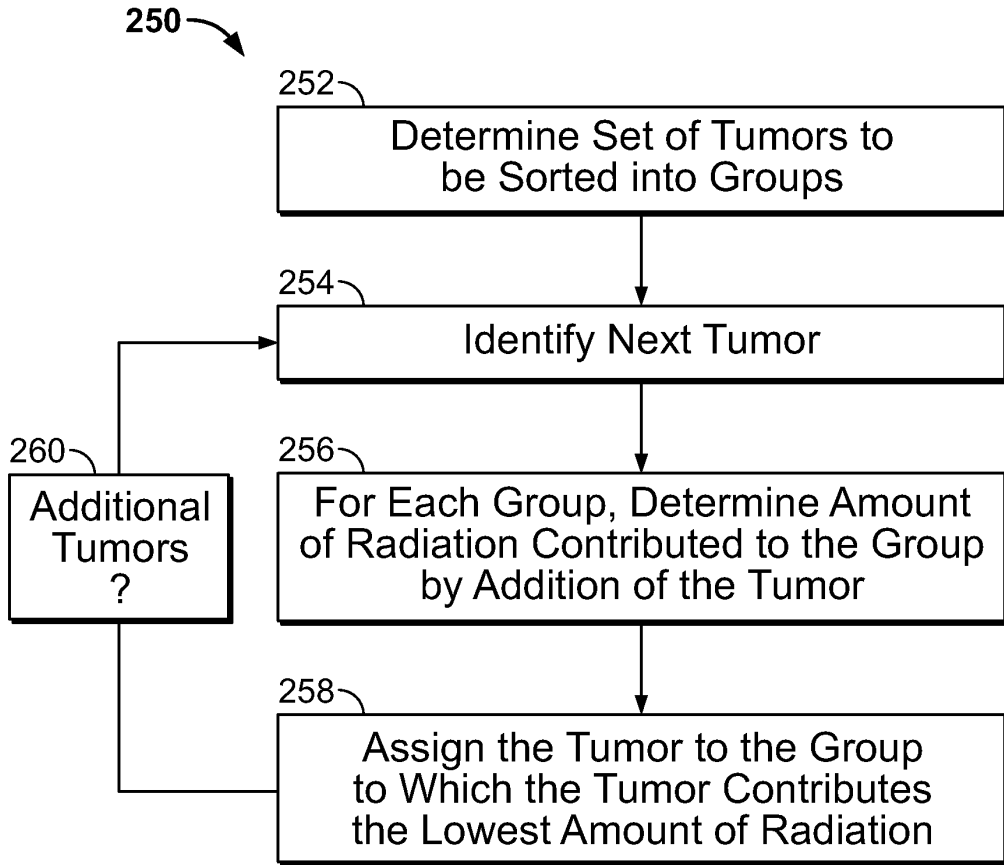 250
252
Determine Set of Tumors to
be Sorted into Groups
254
Identify Next Tumor
260
Additional
Tumors
?
256
For Each Group, Determine Amount
of Radiation Contributed to the Group
by Addition of the Tumor
258
Assign the Tumor to the Group
to Which the Tumor Contributes
the Lowest Amount of Radiation